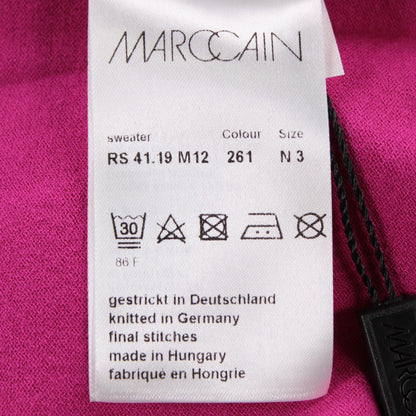 MARCCAIN
sweater Colour Size
RS 41.19 M12 261 N 3
30
86 F
gestrickt in Deutschland
knitted in Germany
final stitches
made in Hungary
fabriqué en Hongrie
MARCCAIN